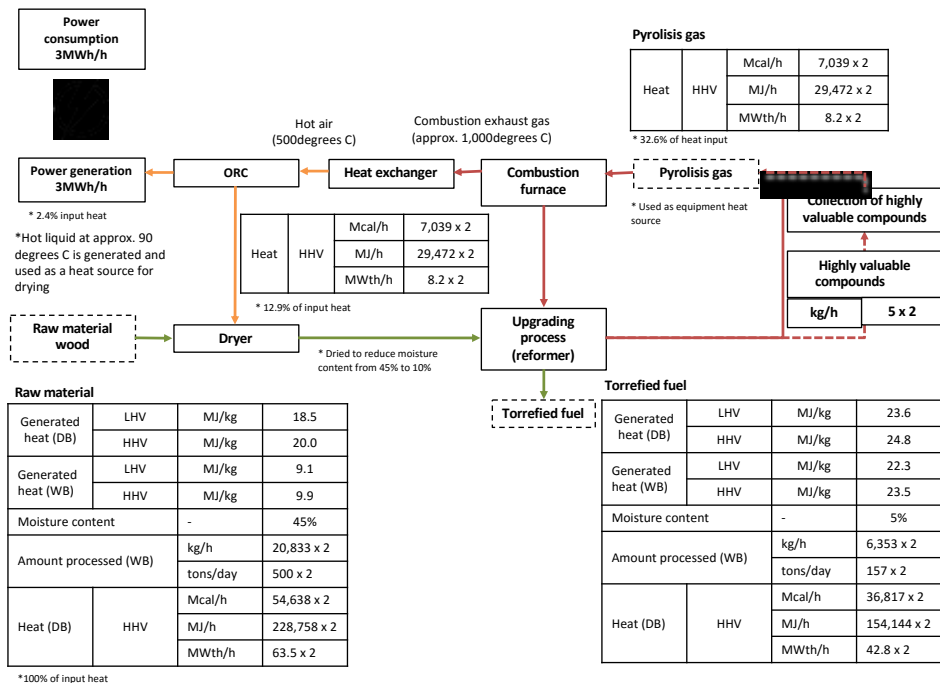 Power
consumption
3MWh/h
Pyrolisis gas
Heat HHV Mcal/h 7,039 x 2
MJ/h 29,472 x 2
MWth/h 8.2 x 2
* 32.6% of heat input
Hot air
(500degrees C)
Combustion exhaust gas
(approx. 1,000degrees C)
Power generation
3MWh/h
ORC
Heat exchanger
Combustion
furnace
Pyrolisis gas
* Used as equipment heat
source
Collection of highly
valuable compounds
Highly valuable
compounds
kg/h 5 x 2
* 2.4% input heat
*Hot liquid at approx. 90
degrees C is generated and
used as a heat source for
drying
Heat HHV Mcal/h 7,039 x 2
MJ/h 29,472 x 2
MWth/h 8.2 x 2
* 12.9% of input heat
Raw material
wood
Dryer
* Dried to reduce moisture
content from 45% to 10%
Upgrading
process
(reformer)
Torrefied fuel
Raw material
Generated
heat (DB)
LHV MJ/kg 18.5
HHV MJ/kg 20.0
Generated
heat (WB)
LHV MJ/kg 9.1
HHV MJ/kg 9.9
Moisture content - 45%
Amount processed (WB) kg/h 20,833 x 2
tons/day 500 x 2
Heat (DB) HHV Mcal/h 54,638 x 2
MJ/h 228,758 x 2
MWth/h 63.5 x 2
*100% of input heat
Torrefied fuel
Generated
heat (DB)
LHV MJ/kg 23.6
HHV MJ/kg 24.8
Generated
heat (WB)
LHV MJ/kg 22.3
HHV MJ/kg 23.5
Moisture content - 5%
Amount processed (WB) kg/h 6,353 x 2
tons/day 157 x 2
Heat (DB) HHV Mcal/h 36,817 x 2
MJ/h 154,144 x 2
MWth/h 42.8 x 2